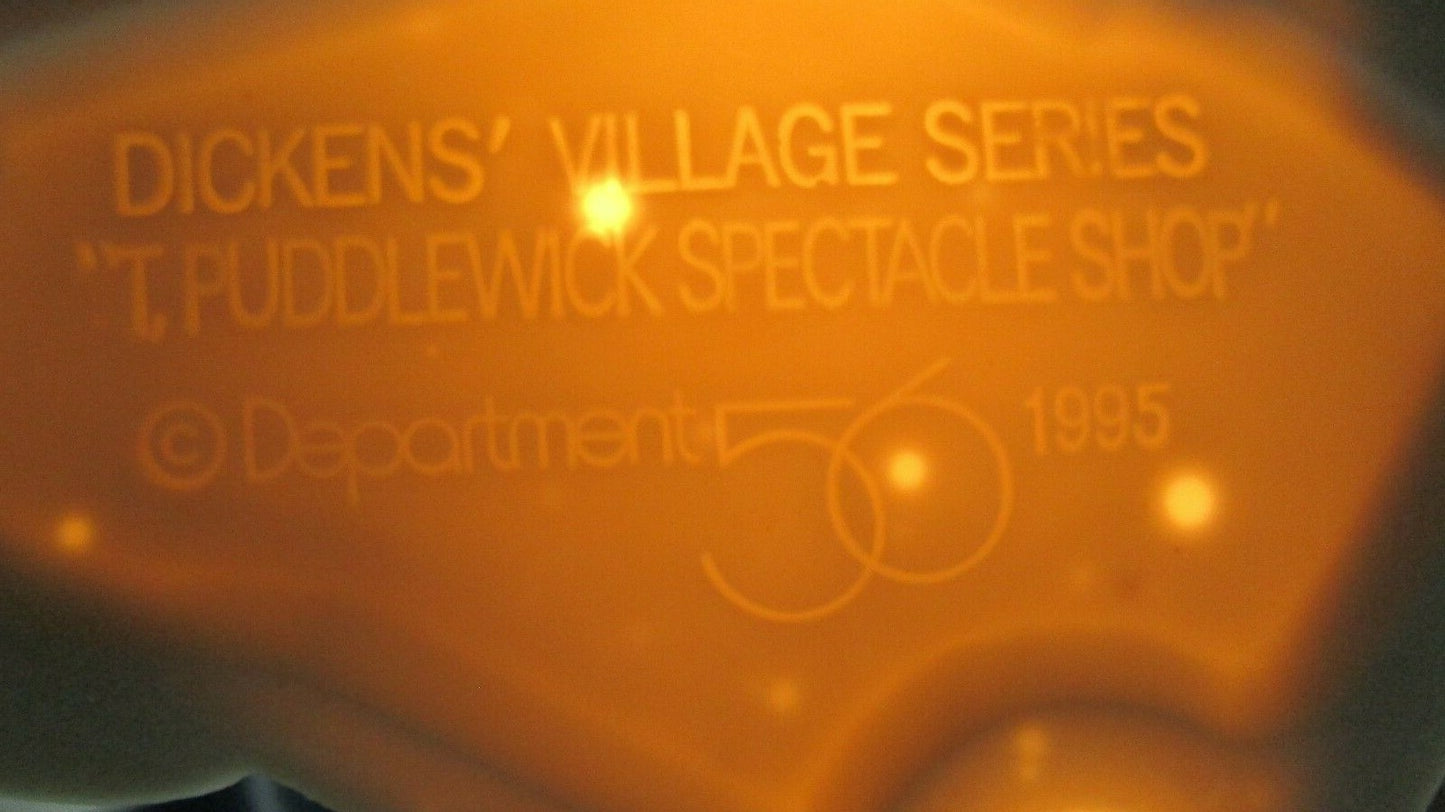 DICKENS' VILLAGE SERIES
"T. PUDDLEWICK SPECTACLE SHOP"
© Department 56 1995